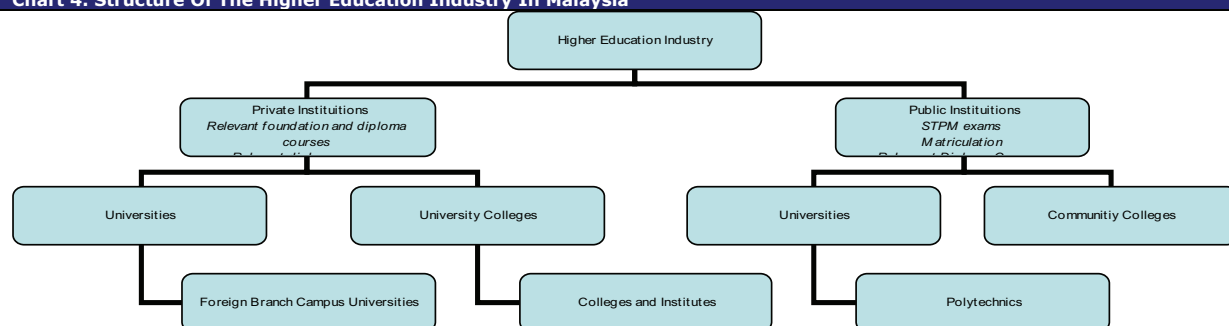 Chart 4: Structure Of The Higher Education Industry In Malaysia
Higher Education Industry
Private Instituitions
Relevant foundation and diploma
courses
Public Instituitions
STPM exams
Matriculation
Universities
University Colleges
Universities
Communitiy Colleges
Foreign Branch Campus Universities
Colleges and Institutes
Polytechnics